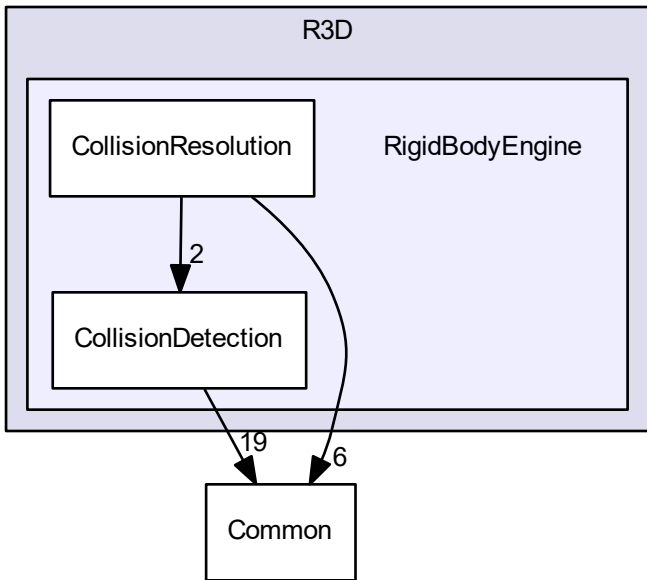 R3D
CollisionResolution
RigidBodyEngine
2
CollisionDetection
19
6
Common